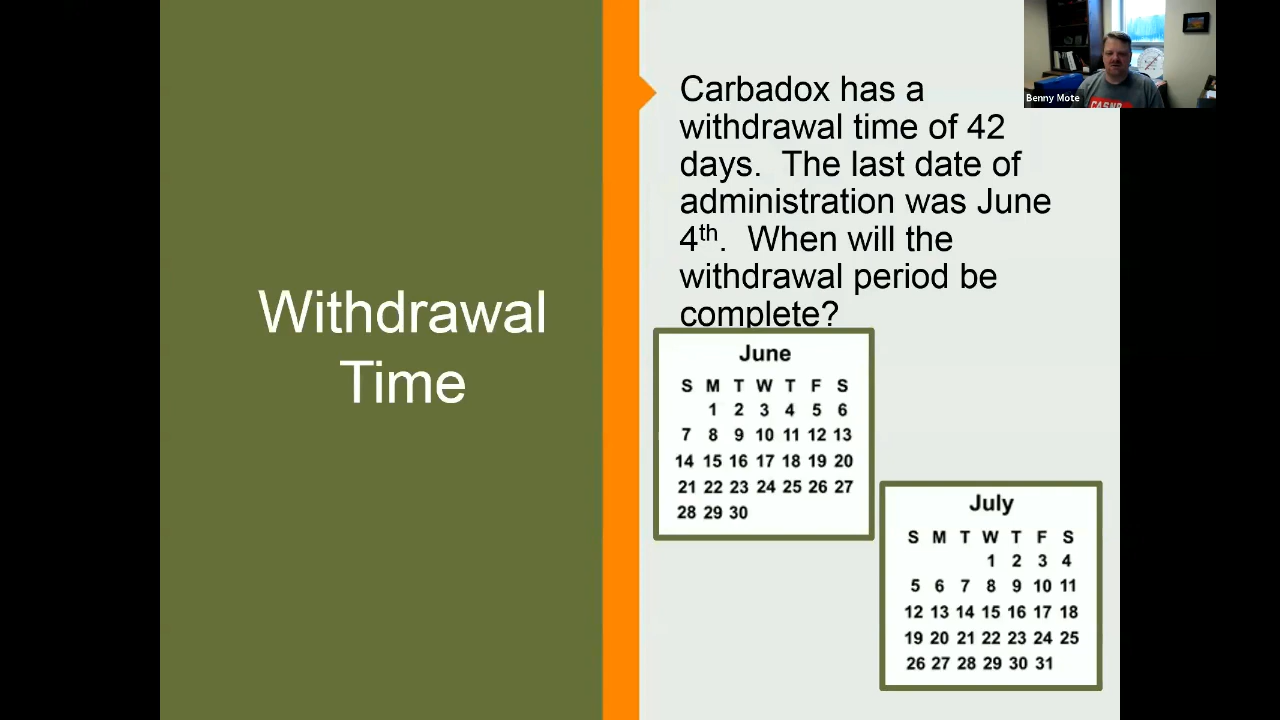 Withdrawal
Time
Carbadox has a
withdrawal time of 42
days.  The last date of
administration was June
4th.  When will the
withdrawal period be
complete?
June
S M T W T F S
1 2 3 4 5 6
7 8 9 10 11 12 13
14 15 16 17 18 19 20
21 22 23 24 25 26 27
28 29 30
July
S M T W T F S
1 2 3 4
5 6 7 8 9 10 11
12 13 14 15 16 17 18
19 20 21 22 23 24 25
26 27 28 29 30 31
Benny Mote
CASNR